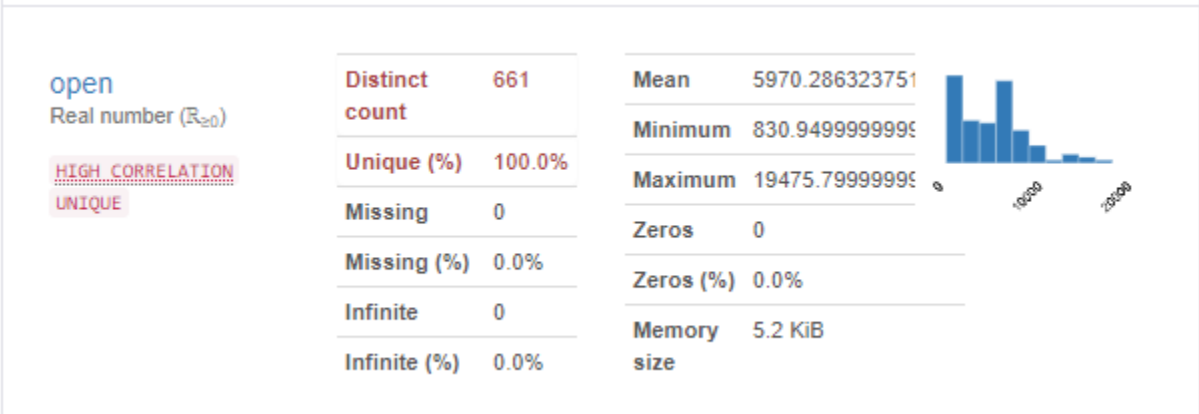 open
Real number (ℝ≥0)
HIGH CORRELATION
UNIQUE
Distinct count 661
Unique (%) 100.0%
Missing 0
Missing (%) 0.0%
Infinite 0
Infinite (%) 0.0%
Mean 5970.286323751
Minimum 830.9499999999
Maximum 19475.79999999
Zeros 0
Zeros (%) 0.0%
Memory size 5.2 KiB
0 10000 20000